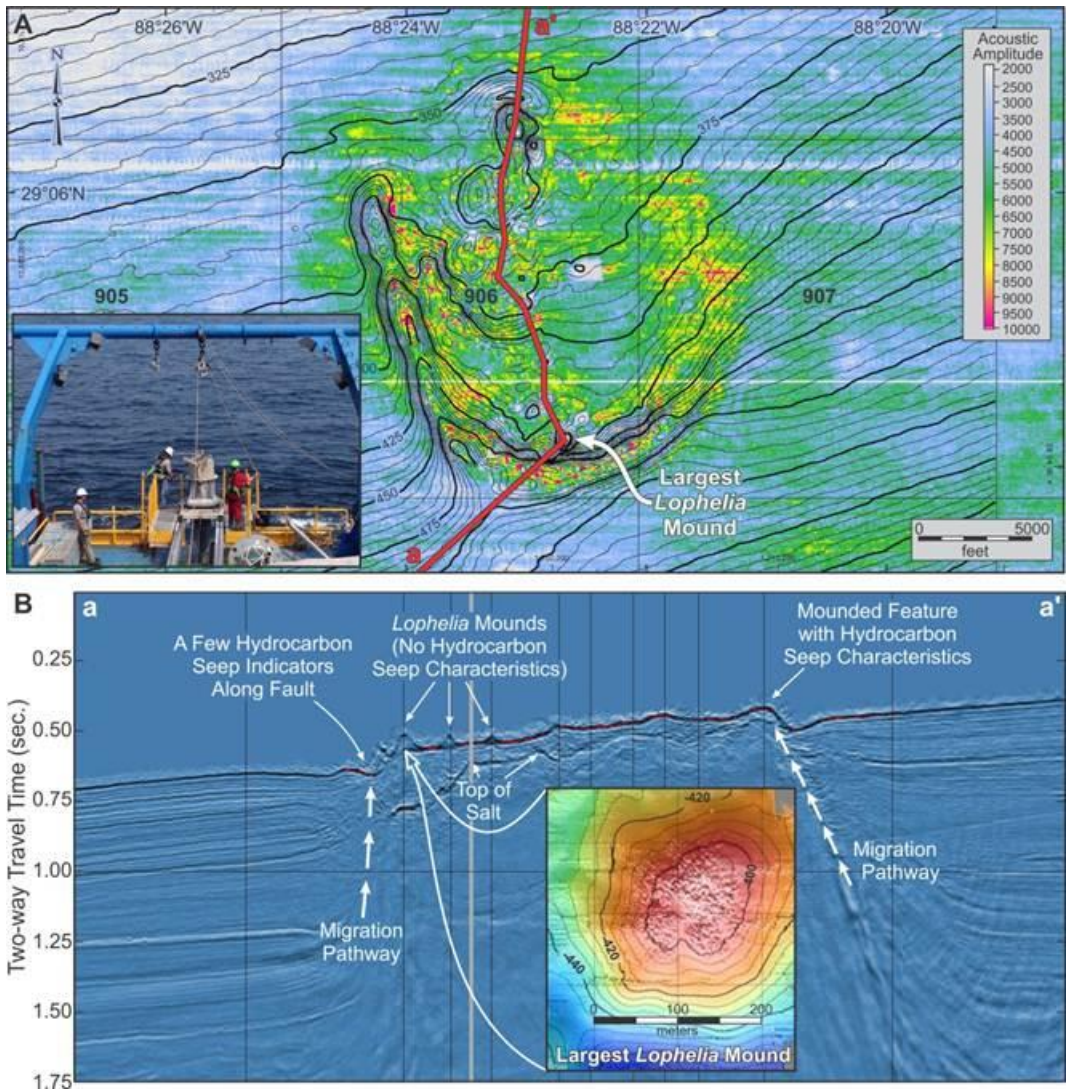 A
88°26'W
88°24'W
a'
88°22'W
88°20'W
N
325
350
375
Acoustic
Amplitude
2000
2500
3000
3500
4000
4500
5000
5500
6000
6500
7000
7500
8000
8500
9000
9500
10000
29°06'N
905
906
907
425
450
475
a
Largest
Lophelia
Mound
0 5000
feet
B
a
a'
Two-way Travel Time (sec.)
0.25
0.50
0.75
1.00
1.25
1.50
1.75
A Few Hydrocarbon
Seep Indicators
Along Fault
Lophelia Mounds
(No Hydrocarbon
Seep Characteristics)
Mounded Feature
with Hydrocarbon
Seep Characteristics
Top of
Salt
Migration
Pathway
Migration
Pathway
-420
-400
-420
-440
0 100 200
meters
Largest Lophelia Mound